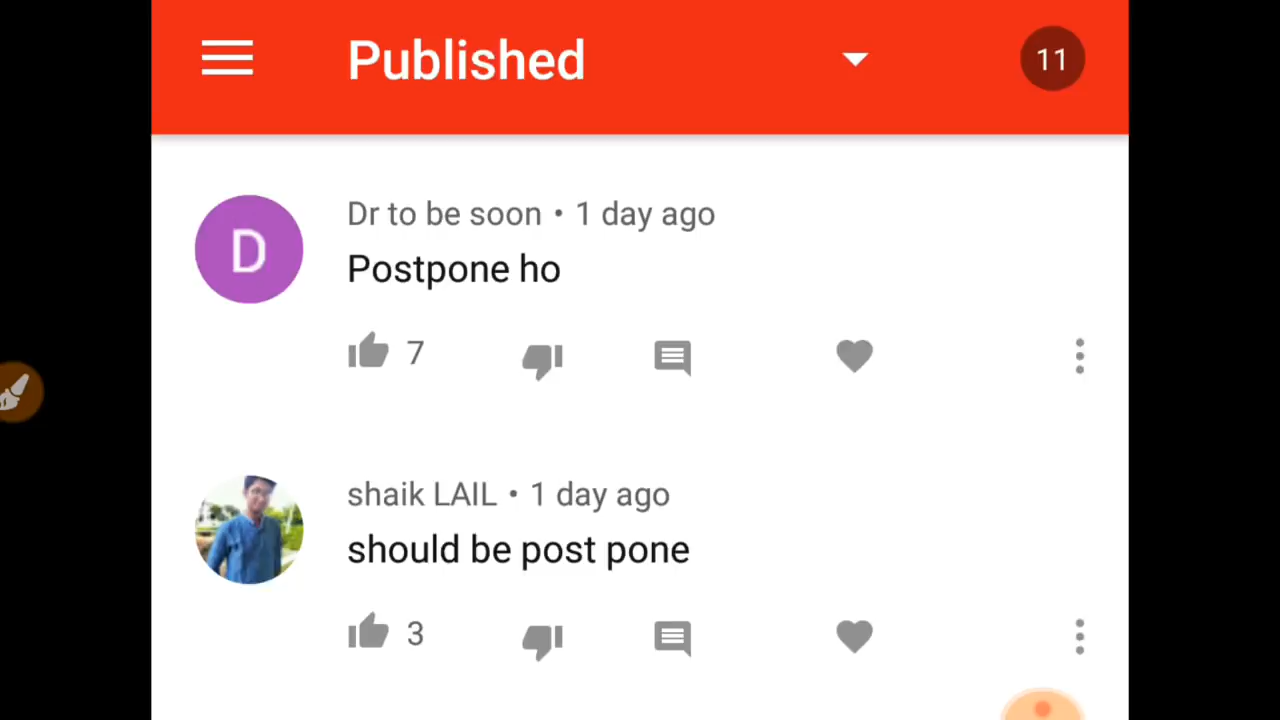 Published
11
D
Dr to be soon • 1 day ago
Postpone ho
7
shaik LAIL • 1 day ago
should be post pone
3